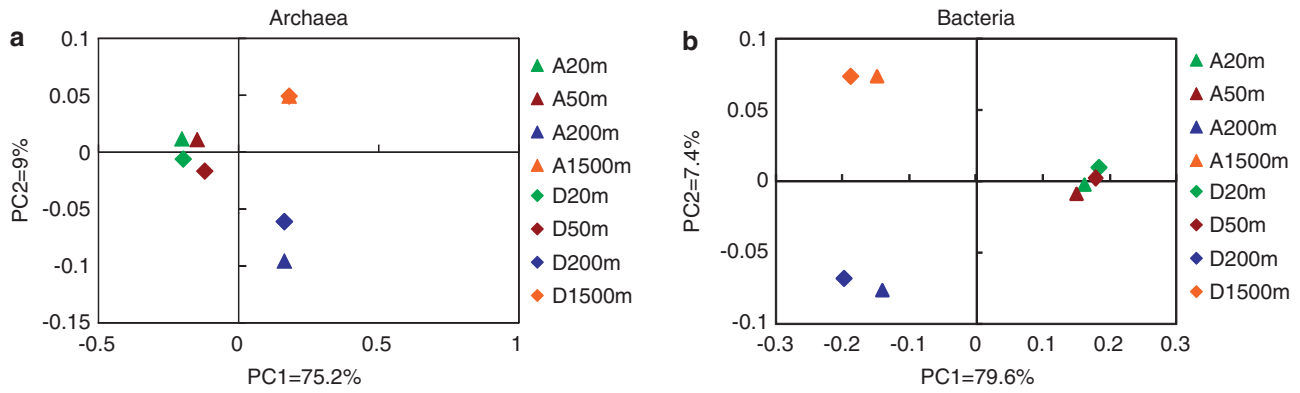 a
Archaea
0.1
0.05
0
-0.05
-0.1
-0.15
-0.5
0
0.5
1
PC2=9%
PC1=75.2%
A20m
A50m
A200m
A1500m
D20m
D50m
D200m
D1500m
b
Bacteria
0.1
0.05
0
-0.05
-0.1
-0.3
-0.2
-0.1
0
0.1
0.2
0.3
PC2=7.4%
PC1=79.6%
A20m
A50m
A200m
A1500m
D20m
D50m
D200m
D1500m